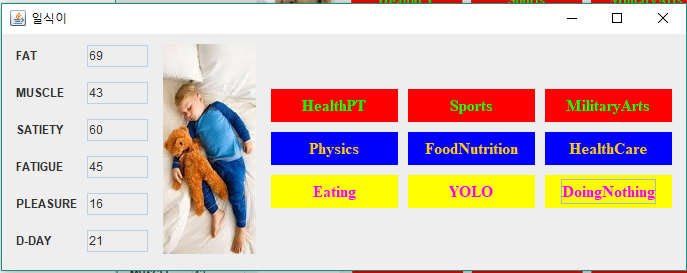 일식이
FAT 69
MUSCLE 43
SATIETY 60
FATIGUE 45
PLEASURE 16
D-DAY 21
HealthPT Sports MilitaryArts
Physics FoodNutrition HealthCare
Eating YOLO DoingNothing